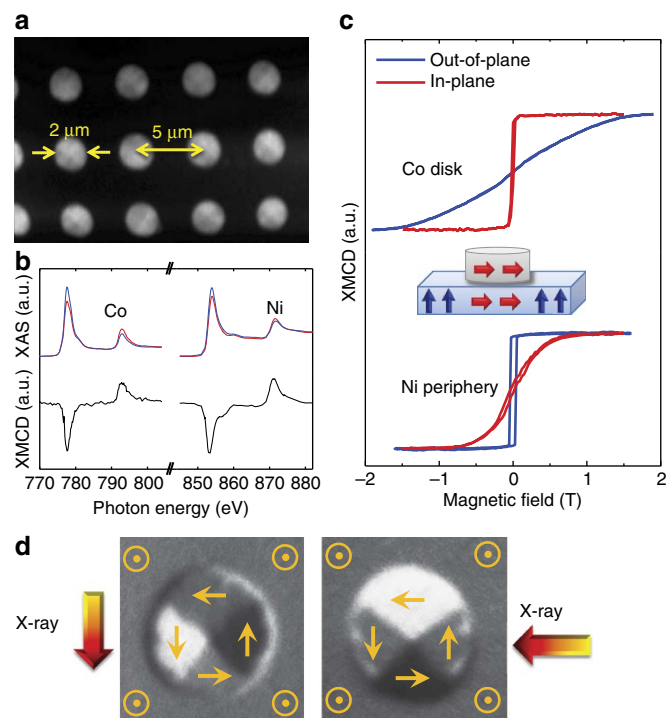 a
2 μm
5 μm
b
XAS (a.u.)
Co
Ni
XMCD (a.u.)
770 780 790 800 850 860 870 880
Photon energy (eV)
c
Out-of-plane
In-plane
Co disk
XMCD (a.u.)
Ni periphery
−2 −1 0 1 2
Magnetic field (T)
d
X-ray
X-ray